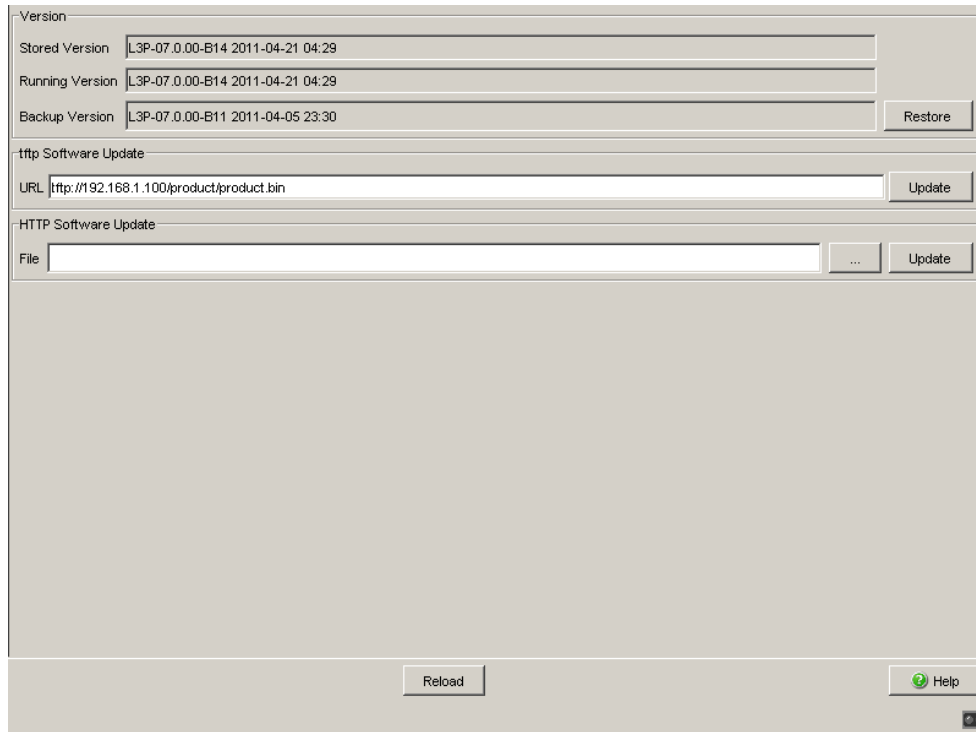 Version
Stored Version L3P-07.0.00-B14 2011-04-21 04:29
Running Version L3P-07.0.00-B14 2011-04-21 04:29
Backup Version L3P-07.0.00-B11 2011-04-05 23:30 Restore
tftp Software Update
URL tftp://192.168.1.100/product/product.bin Update
HTTP Software Update
File ... Update
Reload Help